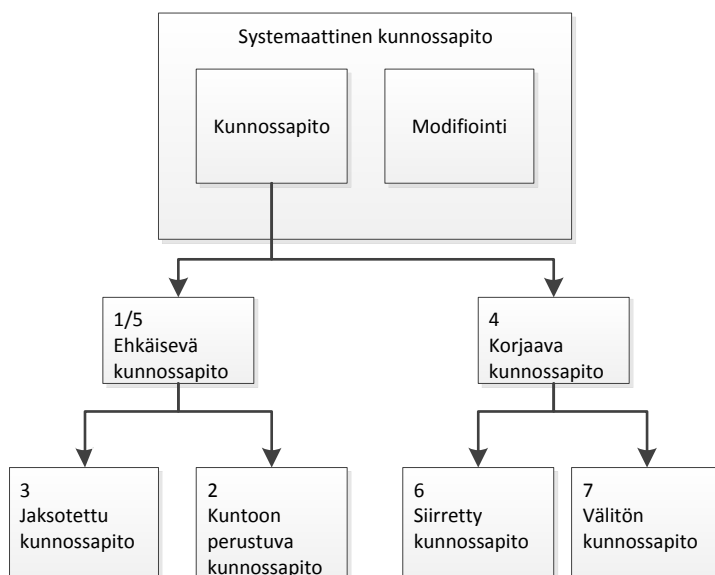 Systemaattinen kunnossapito
Kunnossapito
Modifiointi
1/5
Ehkäisevä
kunnossapito
4
Korjaava
kunnossapito
3
Jaksotettu
kunnossapito
2
Kuntoon
perustuva
kunnossapito
6
Siirretty
kunnossapito
7
Välitön
kunnossapito